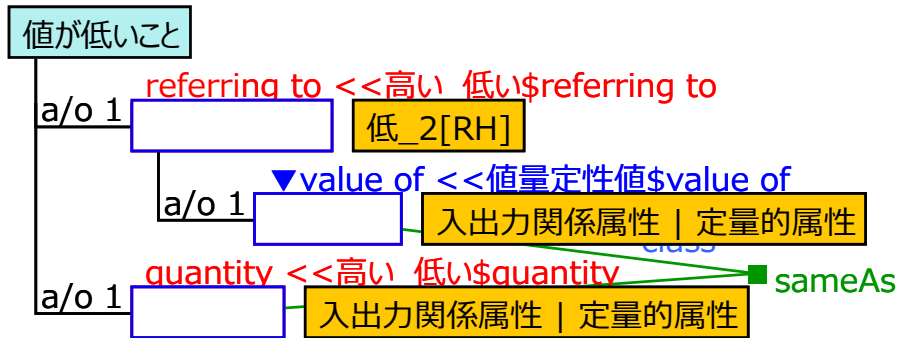 値が低いこと
referring to <<高い_低い$referring to
a/o 1
低_2[RH]
▼value of <<値量定性値$value of
a/o 1
入出力関係属性 | 定量的属性
class
sameAs
quantity <<高い_低い$quantity
a/o 1
入出力関係属性 | 定量的属性